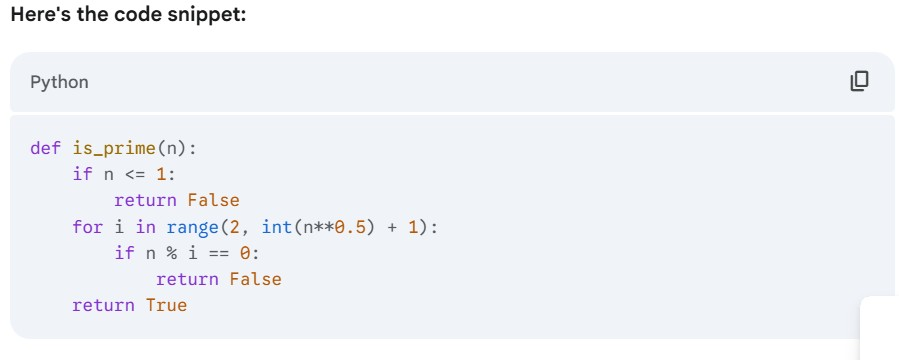 Here's the code snippet:
Python
def is_prime(n):
    if n <= 1:
        return False
    for i in range(2, int(n**0.5) + 1):
        if n % i == 0:
            return False
    return True